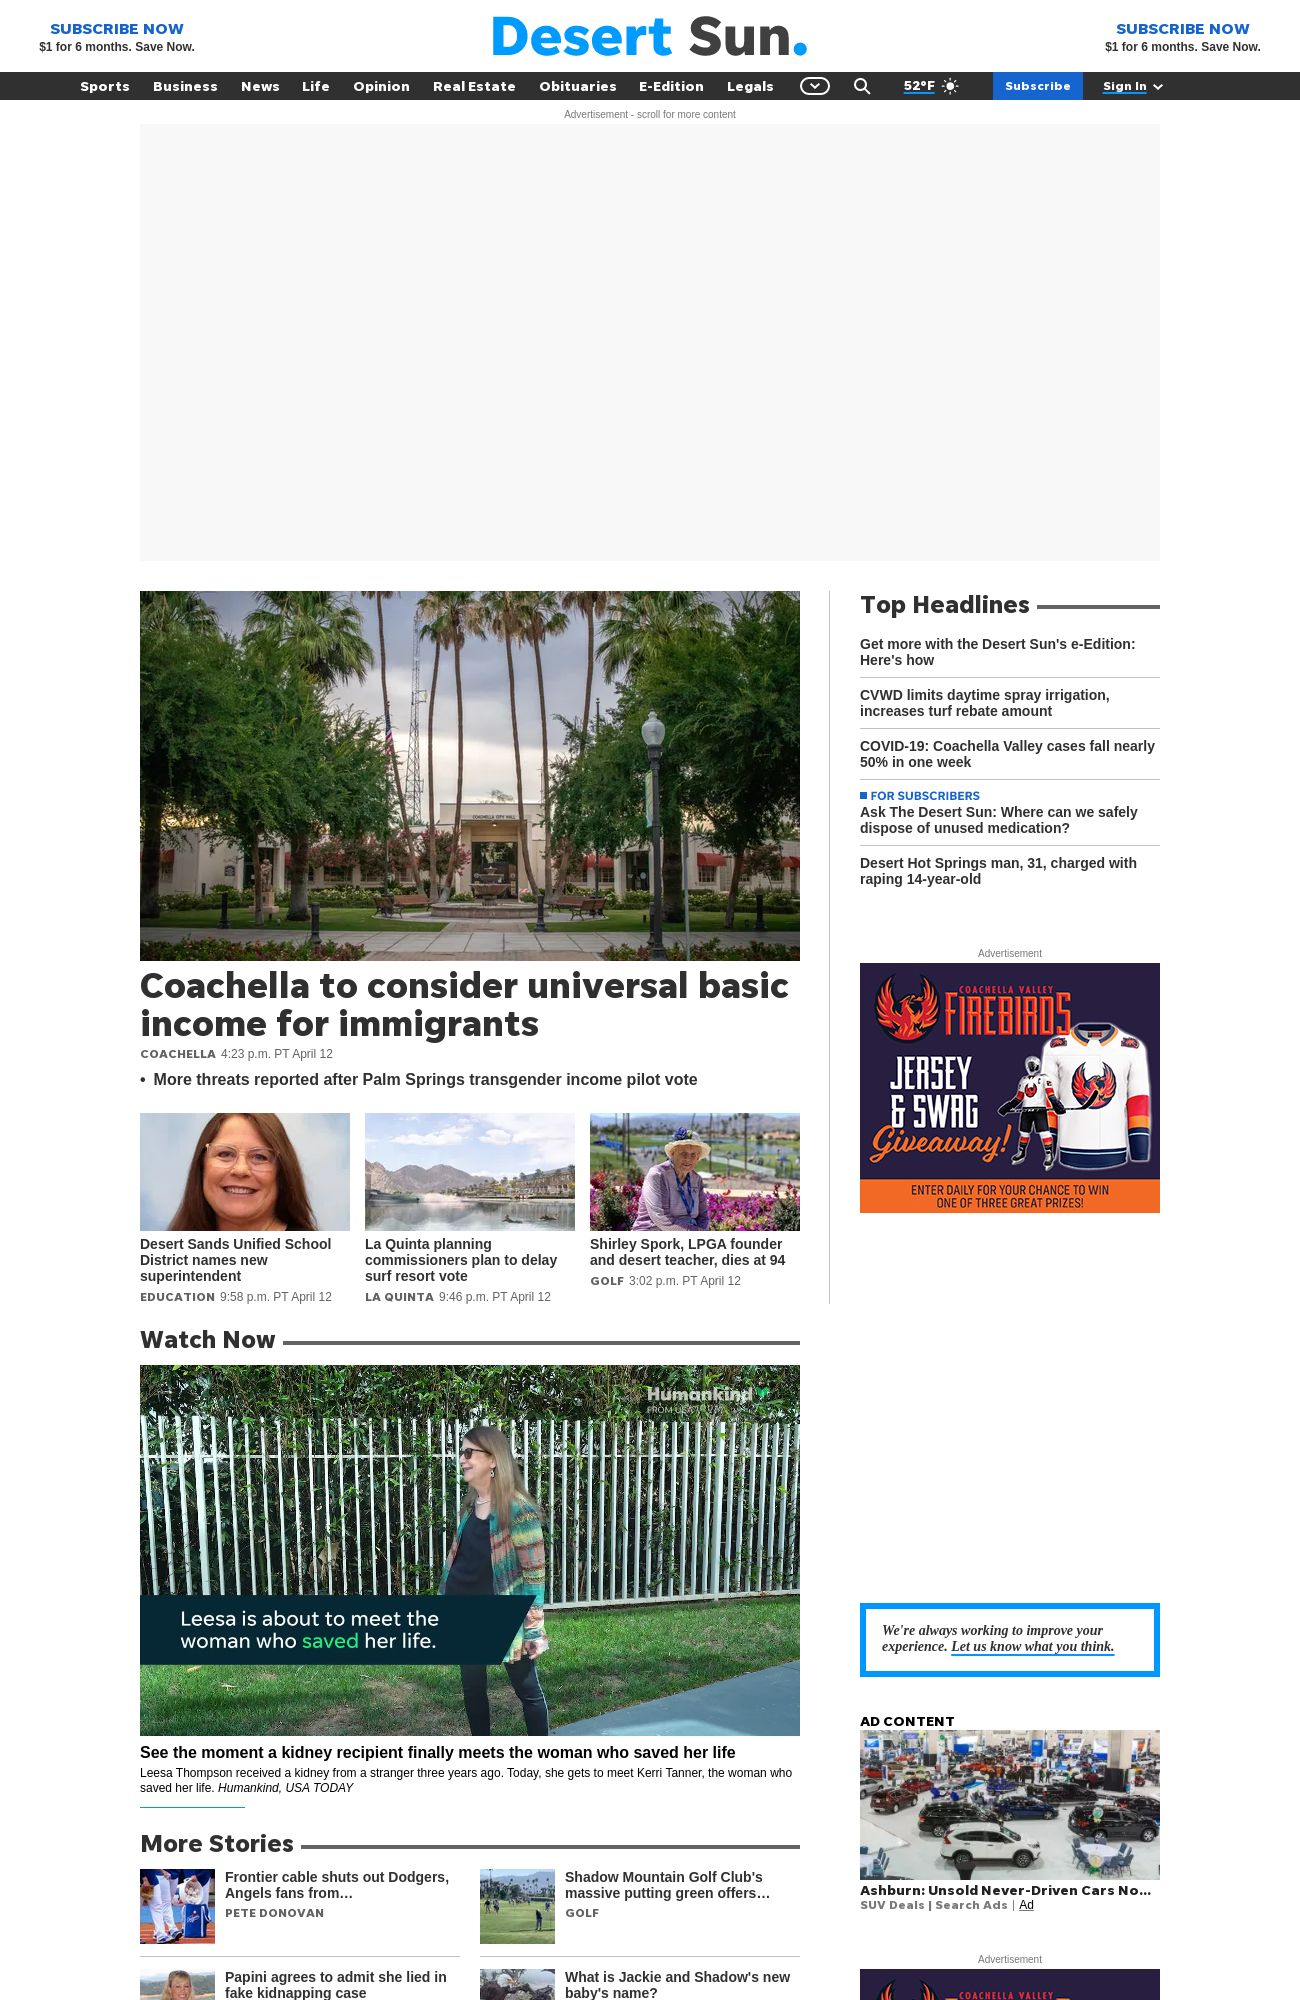 SUBSCRIBE NOW
$1 for 6 months. Save Now.
Desert Sun.
SUBSCRIBE NOW
$1 for 6 months. Save Now.
Sports Business News Life Opinion Real Estate Obituaries E-Edition Legals 52°F Subscribe Sign In
Advertisement - scroll for more content
COACHELLA CITY HALL
Coachella to consider universal basic
income for immigrants
COACHELLA 4:23 p.m. PT April 12
• More threats reported after Palm Springs transgender income pilot vote
Desert Sands Unified School
District names new
superintendent
EDUCATION 9:58 p.m. PT April 12
La Quinta planning
commissioners plan to delay
surf resort vote
LA QUINTA 9:46 p.m. PT April 12
Shirley Spork, LPGA founder
and desert teacher, dies at 94
GOLF 3:02 p.m. PT April 12
Top Headlines
Get more with the Desert Sun's e-Edition:
Here's how
CVWD limits daytime spray irrigation,
increases turf rebate amount
COVID-19: Coachella Valley cases fall nearly
50% in one week
FOR SUBSCRIBERS
Ask The Desert Sun: Where can we safely
dispose of unused medication?
Desert Hot Springs man, 31, charged with
raping 14-year-old
Advertisement
COACHELLA VALLEY
FIREBIRDS
JERSEY
& SWAG
Giveaway!
ENTER DAILY FOR YOUR CHANCE TO WIN
ONE OF THREE GREAT PRIZES!
Watch Now
Humankind
FROM USA TODAY
Leesa is about to meet the
woman who saved her life.
See the moment a kidney recipient finally meets the woman who saved her life
Leesa Thompson received a kidney from a stranger three years ago. Today, she gets to meet Kerri Tanner, the woman who
saved her life. Humankind, USA TODAY
We're always working to improve your
experience. Let us know what you think.
AD CONTENT
Ashburn: Unsold Never-Driven Cars No...
SUV Deals | Search Ads | Ad
More Stories
Frontier cable shuts out Dodgers,
Angels fans from…
PETE DONOVAN
Shadow Mountain Golf Club's
massive putting green offers…
GOLF
Papini agrees to admit she lied in
fake kidnapping case
What is Jackie and Shadow's new
baby's name?
Advertisement
COACHELLA VALLEY